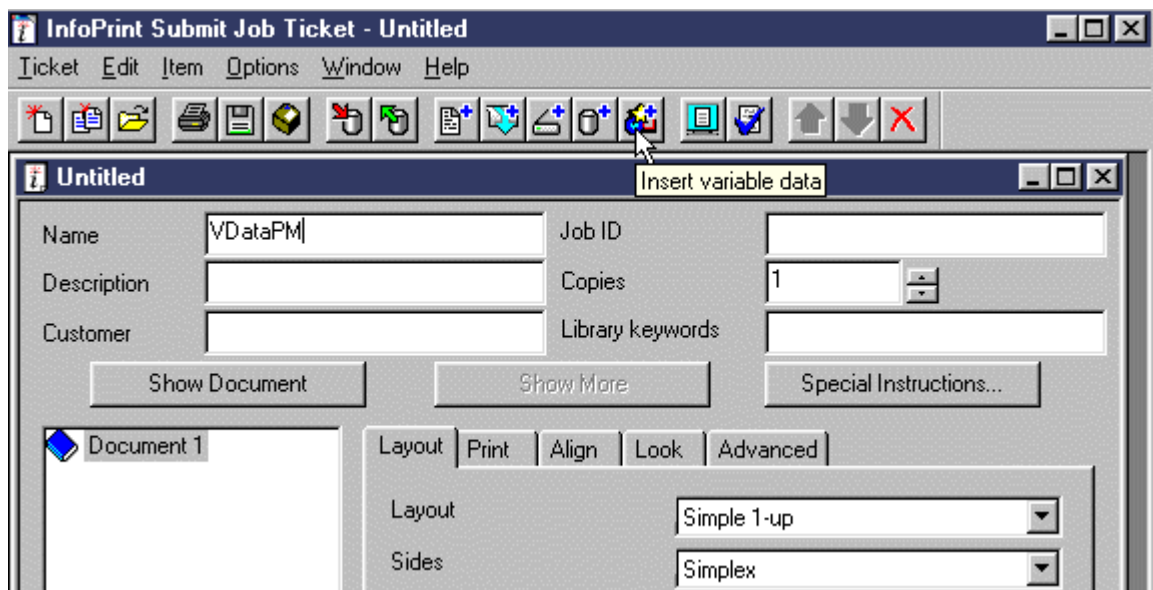 InfoPrint Submit Job Ticket - Untitled
Ticket Edit Item Options Window Help
Insert variable data
Untitled
Name VDataPM Job ID
Description Copies 1
Customer Library keywords
Show Document Show More Special Instructions...
Document 1 Layout Print Align Look Advanced
Layout Simple 1-up
Sides Simplex